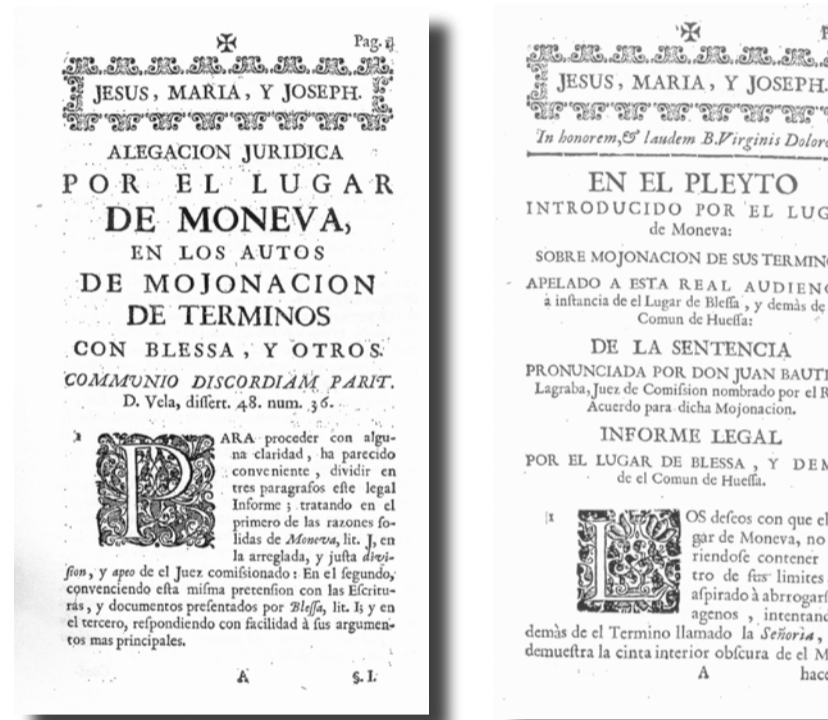 Pag. 1
JESUS, MARIA, Y JOSEPH.
ALEGACION JURIDICA
POR EL LUGAR
DE MONEVA,
EN LOS AUTOS
DE MOJONACION
DE TERMINOS
CON BLESSA, Y OTROS.
COMMUNIO DISCORDIAM PARIT.
D. Vela, diſſert. 48. num. 36.
1 PARA proceder con algu-
na claridad, ha parecido
conveniente, dividir en
tres paragrafos eſte legal
Informe; tratando en el
primero de las razones ſo-
lidas de Moneva, lit. J, en
la arreglada, y juſta divi-
ſion, y apeo de el Juez comiſsionado: En el ſegundo,
convenciendo eſta miſma pretenſion con las Eſcritu-
ras, y documentos preſentados por Bleſſa, lit. I; y en
el tercero, reſpondiendo con facilidad à ſus argumen-
tos mas principales.
A §. I.
JESUS, MARIA, Y JOSEPH.
In honorem, & laudem B. Virginis Dolor
EN EL PLEYTO
INTRODUCIDO POR EL LUG
de Moneva:
SOBRE MOJONACION DE SUS TERMIN
APELADO A ESTA REAL AUDIENC
à inſtancia de el Lugar de Bleſſa, y demàs de
Comun de Hueſſa:
DE LA SENTENCIA
PRONUNCIADA POR DON JUAN BAUTI
Lagraba, Juez de Comiſsion nombrado por el R
Acuerdo para dicha Mojonacion.
INFORME LEGAL
POR EL LUGAR DE BLESSA, Y DEM
de el Comun de Hueſſa.
1 LOS deſeos con que el
gar de Moneva, no
riendoſe contener
tro de ſus limites
aſpirado à abrrogarſ
agenos, intentand
demàs de el Termino llamado la Señoria,
demueſtra la cinta interior obſcura de el M
A hace